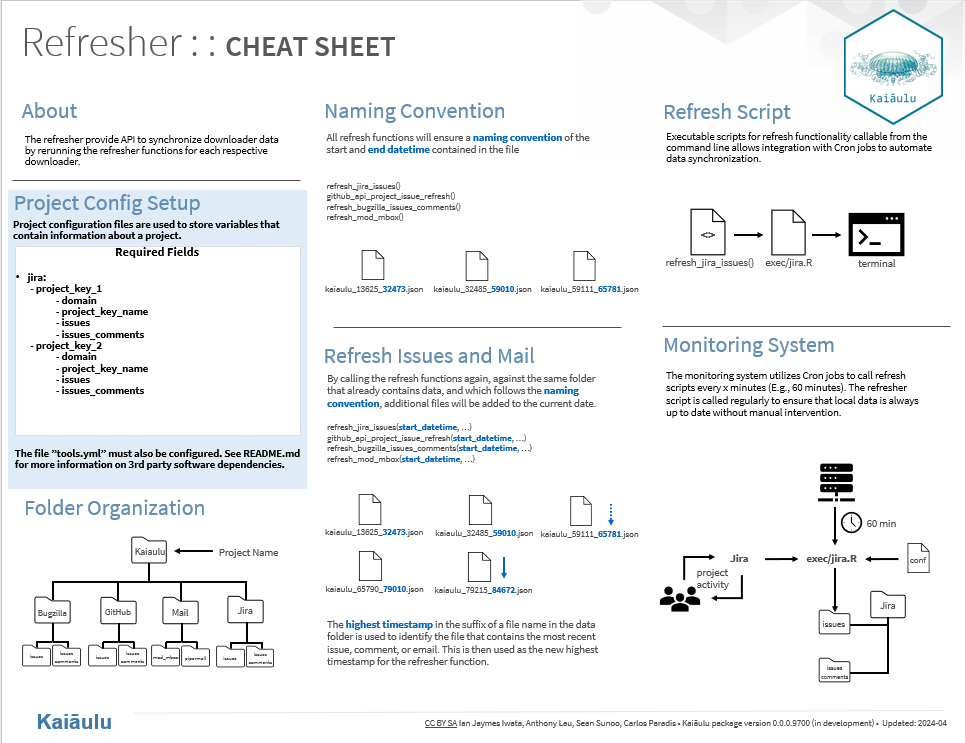 Refresher : : CHEAT SHEET
Kaiāulu
About
The refresher provide API to synchronize downloader data
by rerunning the refresher functions for each respective
downloader.
Project Config Setup
Project configuration files are used to store variables that
contain information about a project.
Required Fields
• jira:
- project_key_1
- domain
- project_key_name
- issues
- issues_comments
- project_key_2
- domain
- project_key_name
- issues
- issues_comments
The file ”tools.yml” must also be configured. See README.md
for more information on 3rd party software dependencies.
Folder Organization
Kaiaulu
Project Name
Bugzilla
GitHub
Mail
Jira
issues
issues
comments
issues
issues
comments
mod_mbox
pipermail
issues
issues
comments
Naming Convention
All refresh functions will ensure a naming convention of the
start and end datetime contained in the file
refresh_jira_issues()
github_api_project_issue_refresh()
refresh_bugzilla_issues_comments()
refresh_mod_mbox()
kaiaulu_13625_32473.json
kaiaulu_32485_59010.json
kaiaulu_59111_65781.json
Refresh Issues and Mail
By calling the refresh functions again, against the same folder
that already contains data, and which follows the naming
convention, additional files will be added to the current date.
refresh_jira_issues(start_datetime, …)
github_api_project_issue_refresh(start_datetime, …)
refresh_bugzilla_issues_comments(start_datetime, …)
refresh_mod_mbox(start_datetime, …)
kaiaulu_13625_32473.json
kaiaulu_32485_59010.json
kaiaulu_59111_65781.json
kaiaulu_65790_79010.json
kaiaulu_79215_84672.json
The highest timestamp in the suffix of a file name in the data
folder is used to identify the file that contains the most recent
issue, comment, or email. This is then used as the new highest
timestamp for the refresher function.
Refresh Script
Executable scripts for refresh functionality callable from the
command line allows integration with Cron jobs to automate
data synchronization.
<>
>_
refresh_jira_issues()
exec/jira.R
terminal
Monitoring System
The monitoring system utilizes Cron jobs to call refresh
scripts every x minutes (E.g., 60 minutes). The refresher
script is called regularly to ensure that local data is always
up to date without manual intervention.
60 min
Jira
exec/jira.R
conf
project
activity
Jira
issues
issues
comments
Kaiāulu
CC BY SA Ian Jaymes Iwata, Anthony Lau, Sean Sunoo, Carlos Paradis • Kaiāulu package version 0.0.0.9700 (in development) • Updated: 2024-04